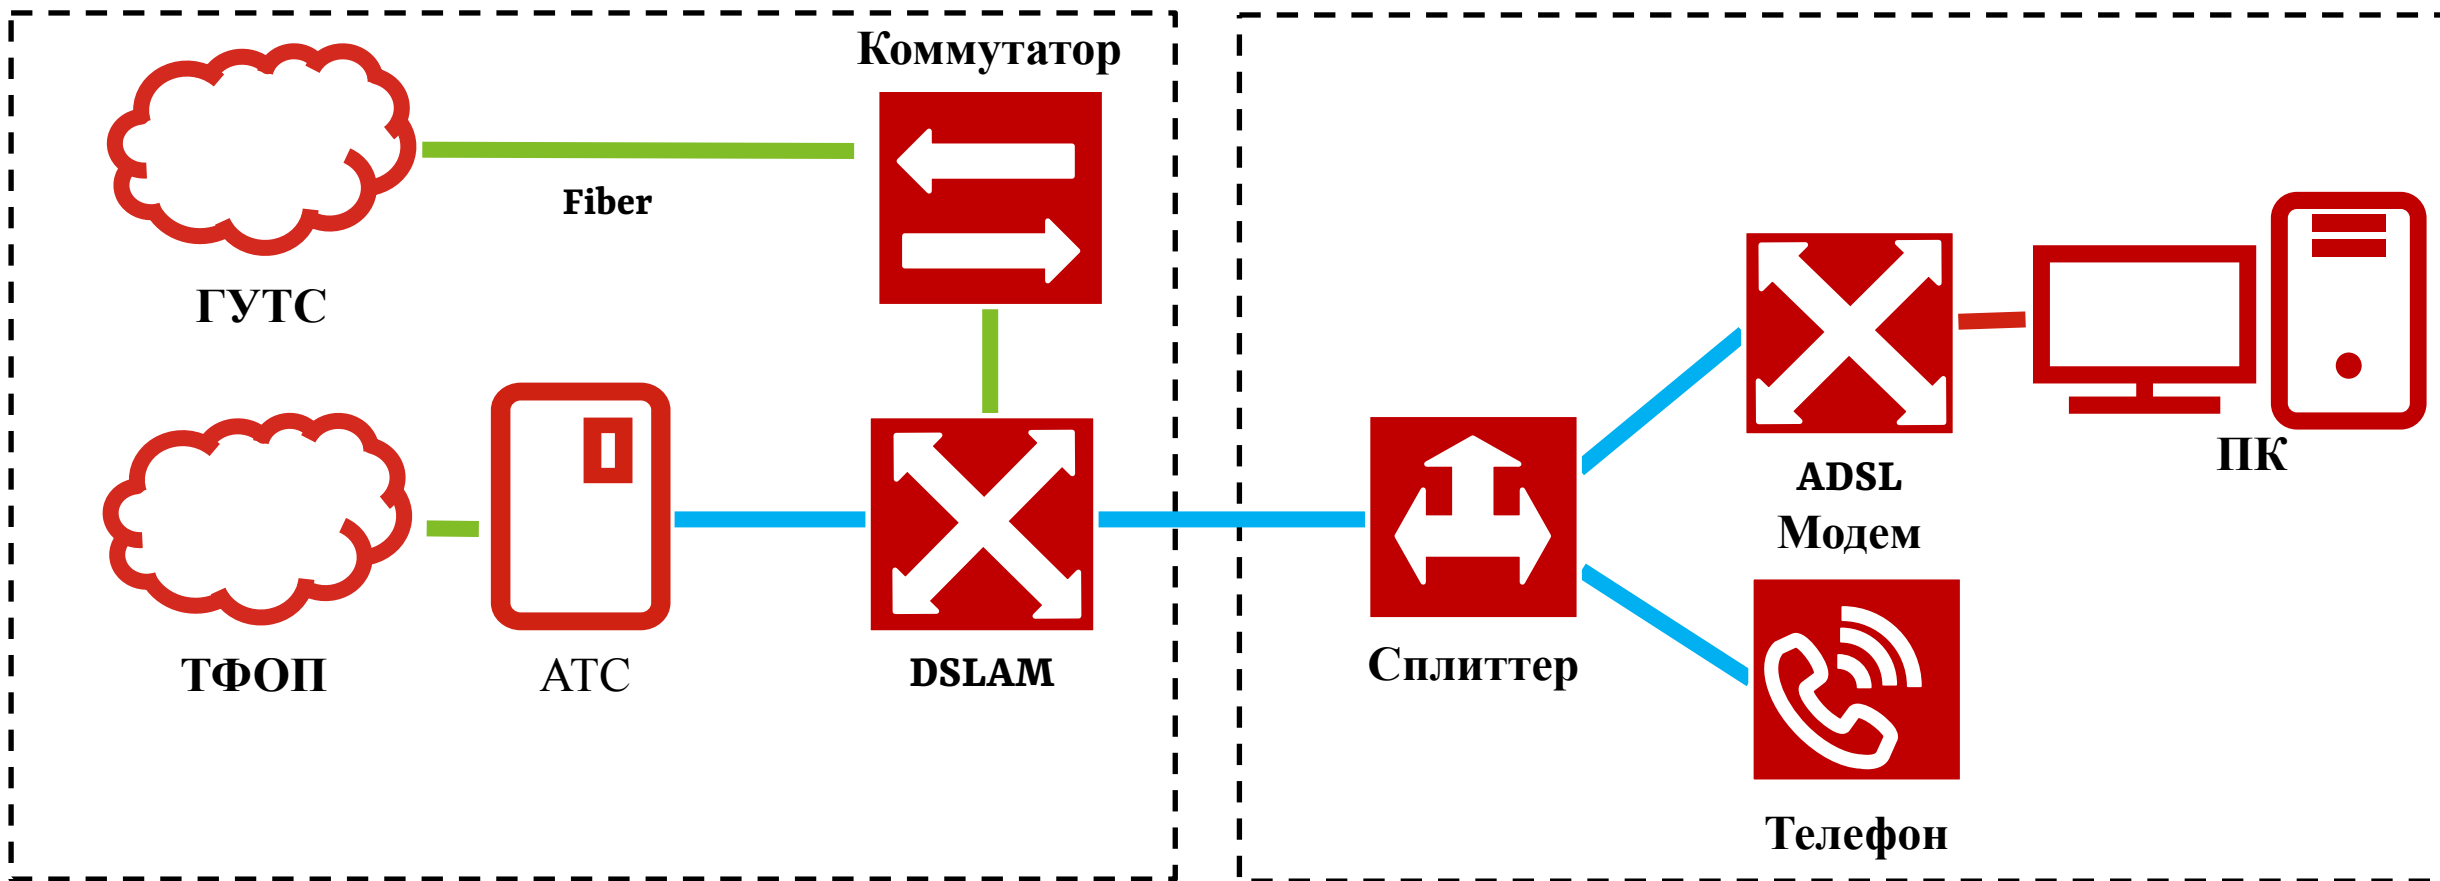 Коммутатор
Fiber
ГУТС
ТФОП
АТС
DSLAM
Сплиттер
ADSL
Модем
ПК
Телефон